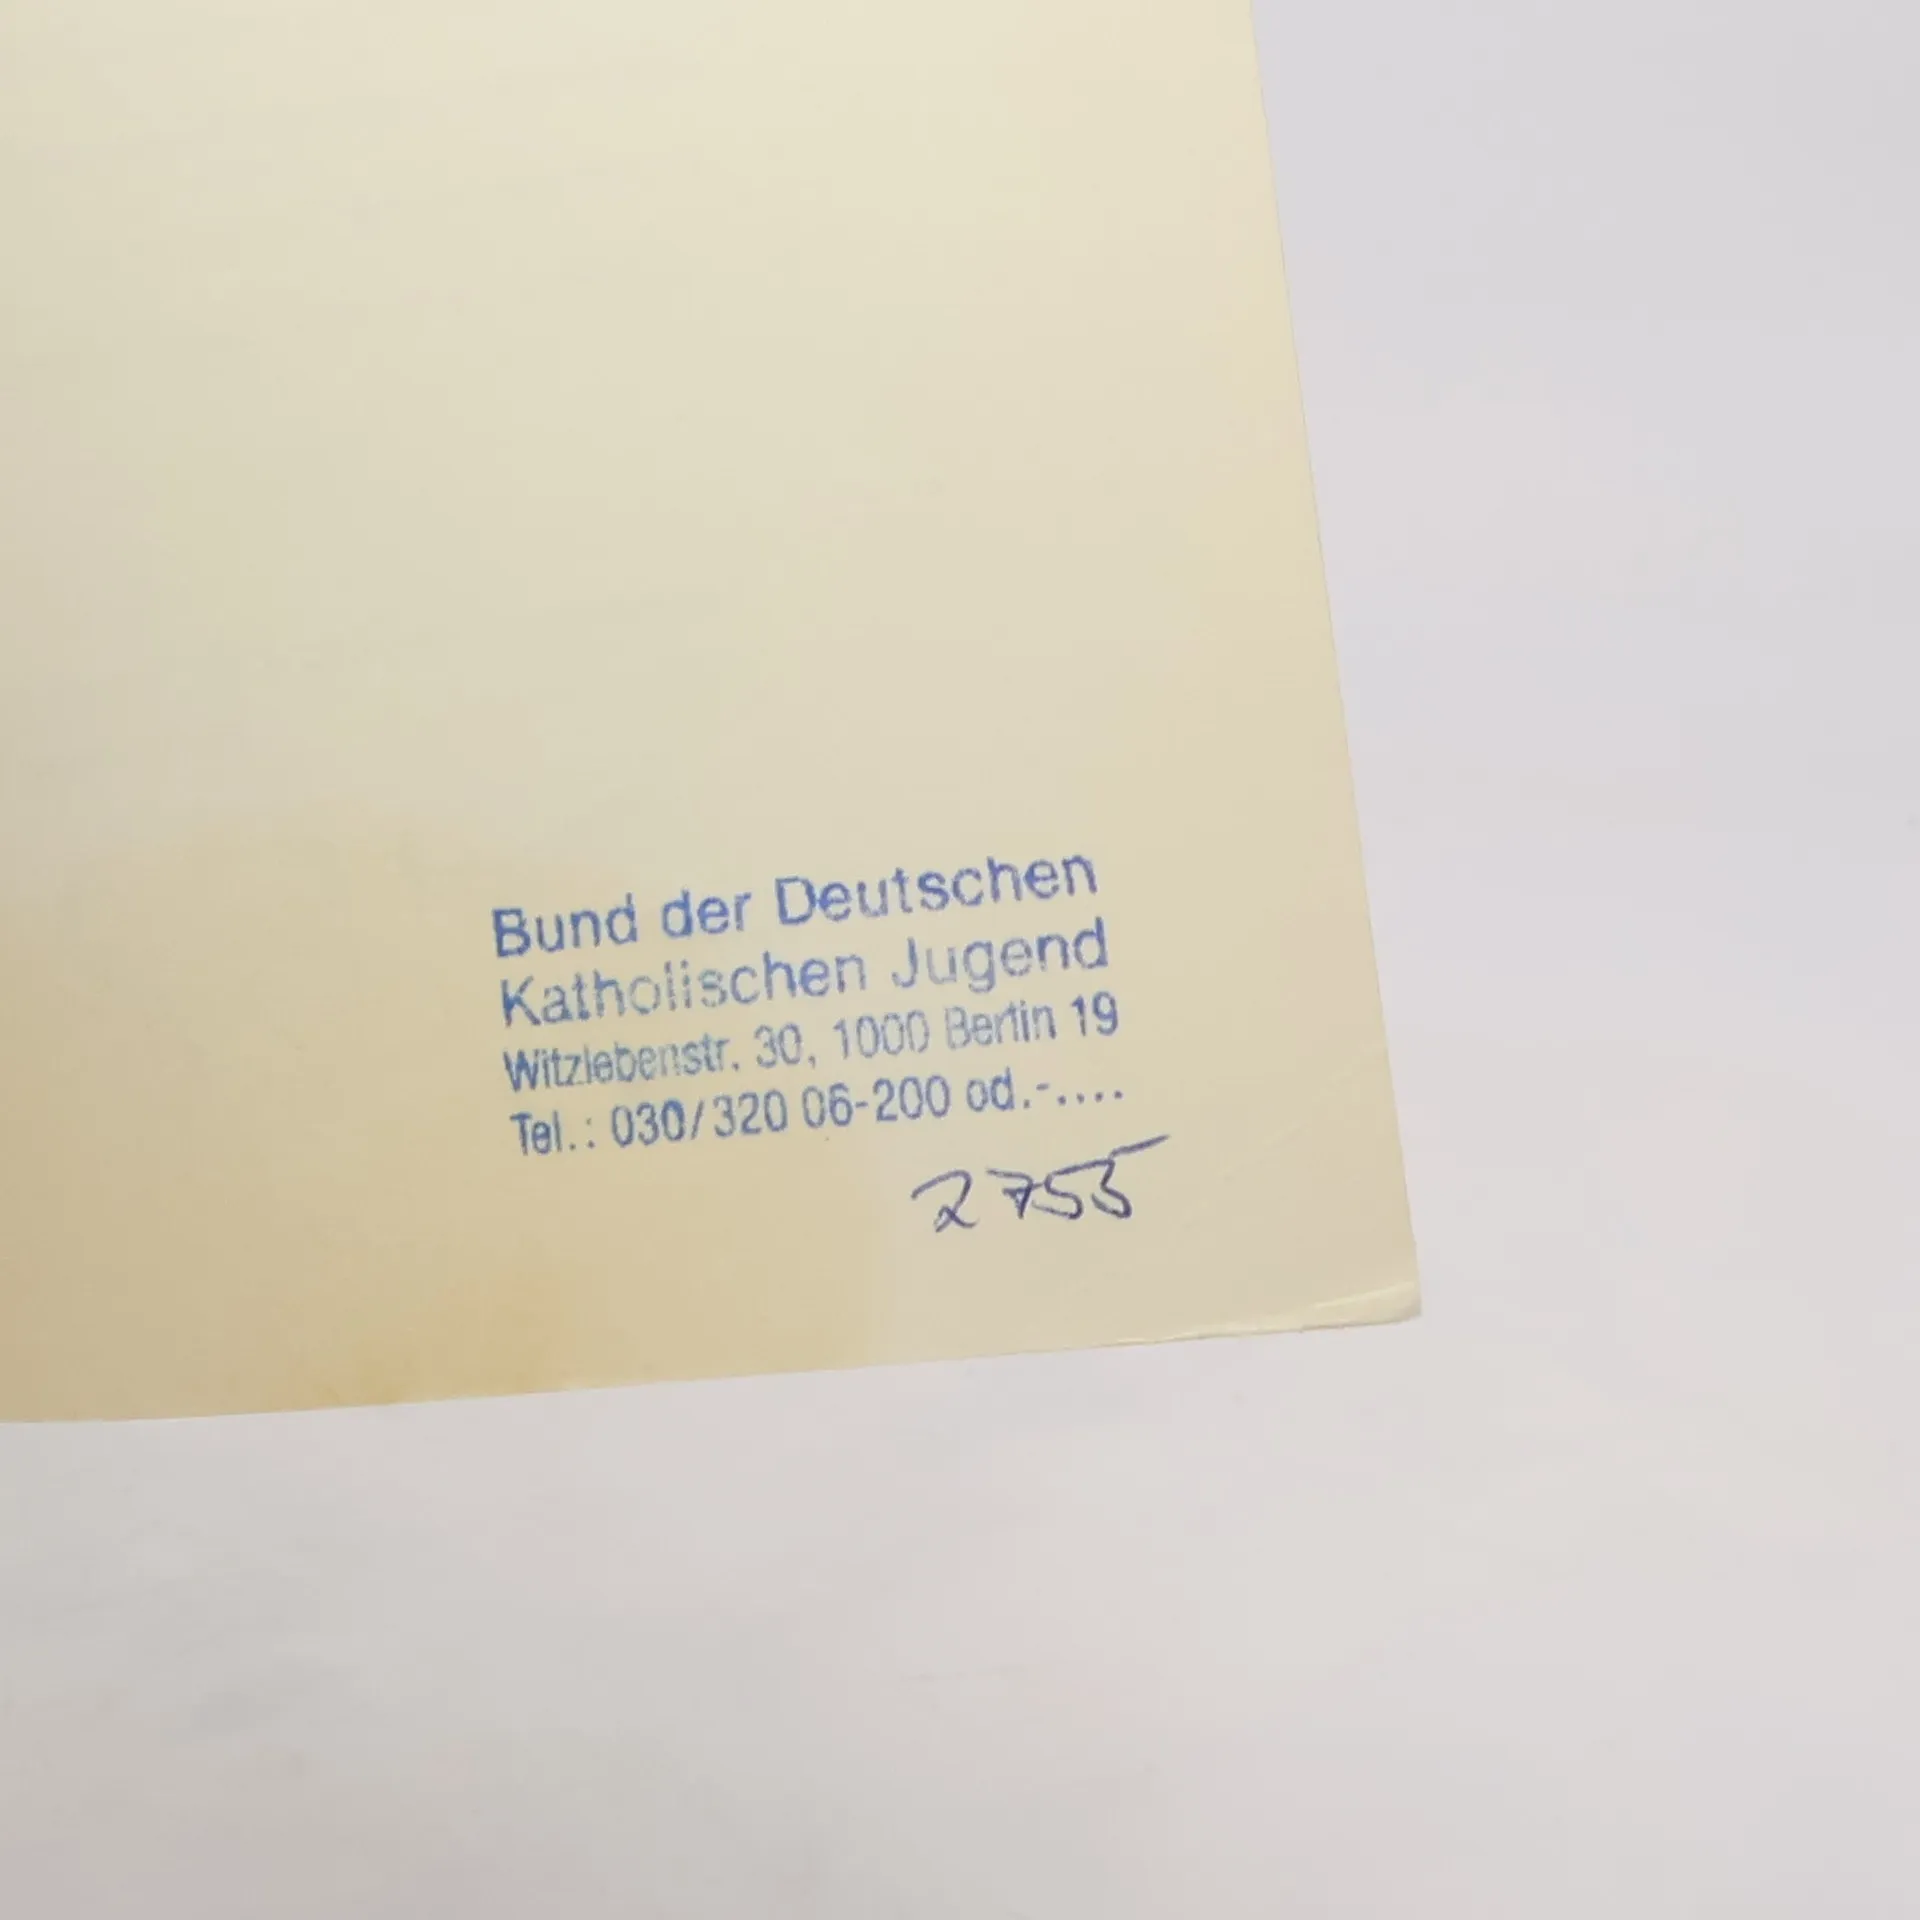 Bund der Deutschen
Katholischen Jugend
Witzlebenstr. 30, 1000 Berlin 19
Tel.: 030/320 06-200 od.-....
2755